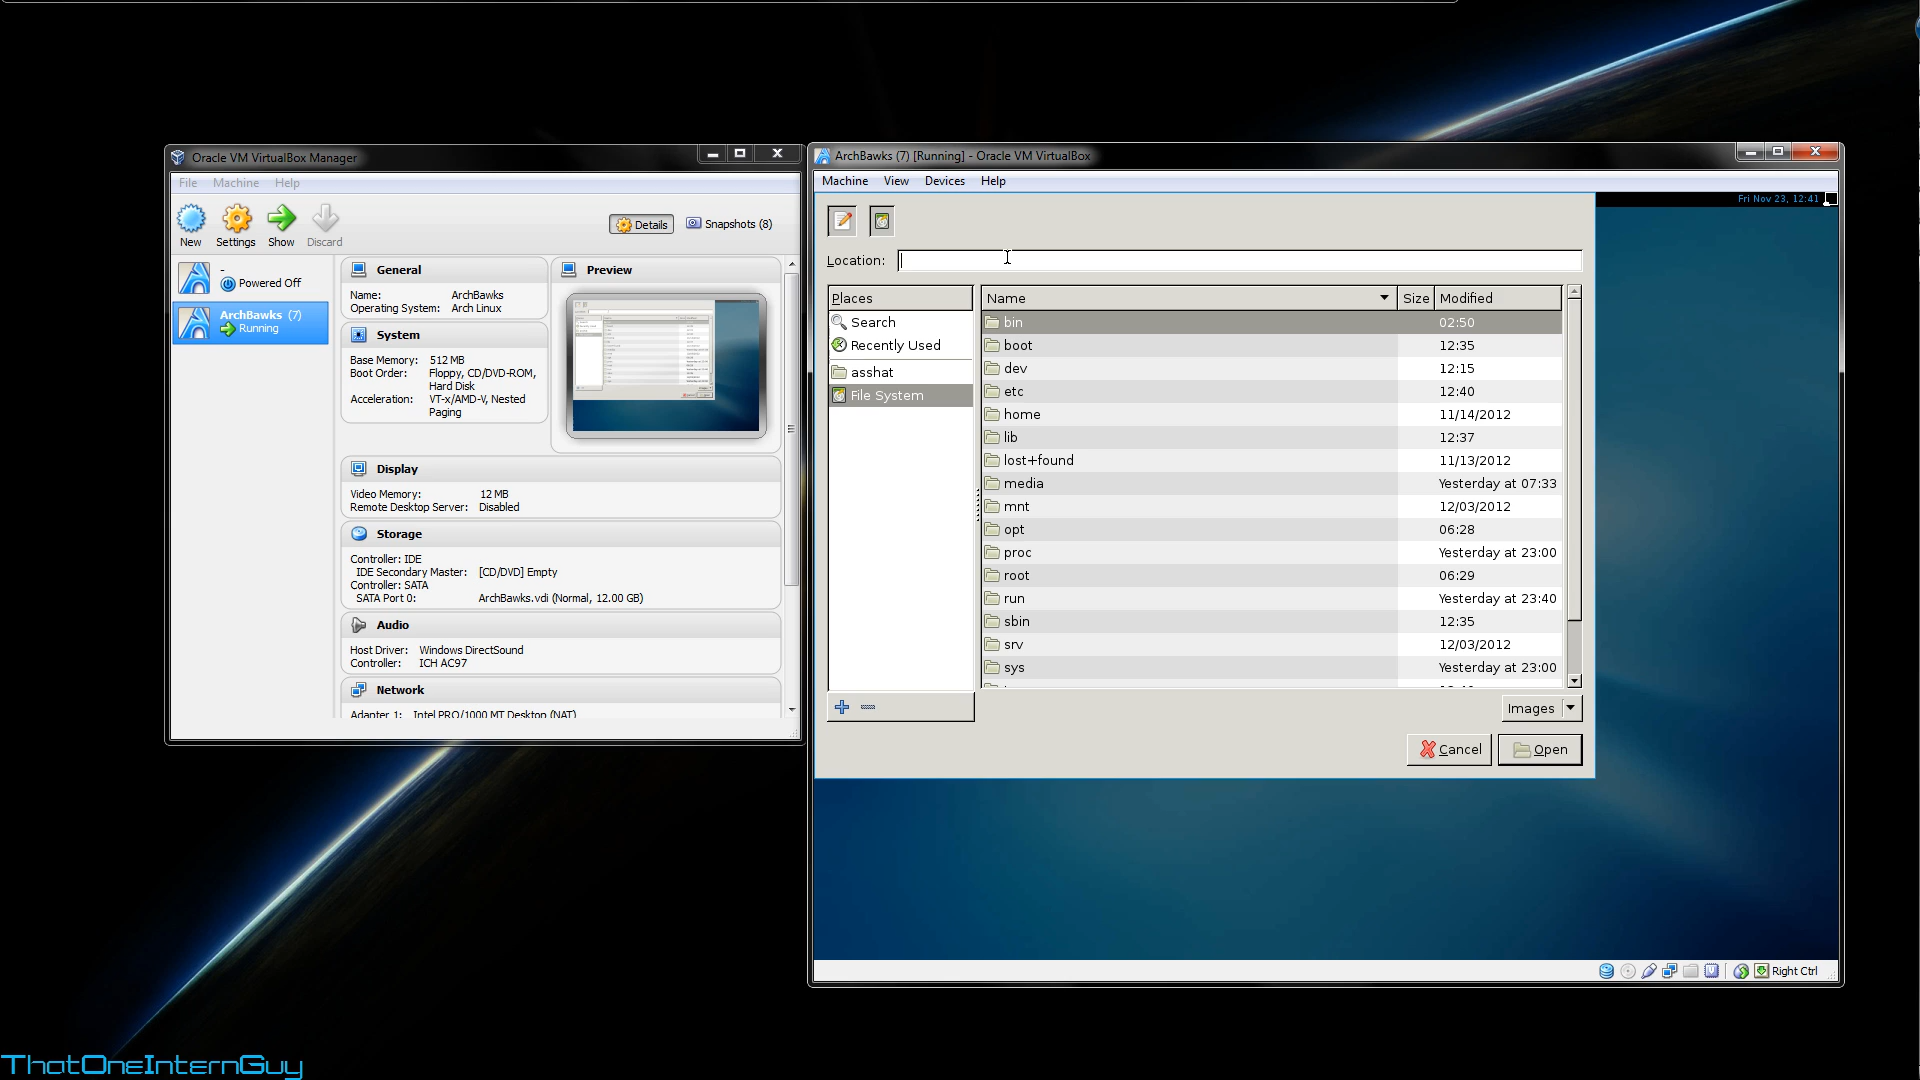 Oracle VM VirtualBox Manager
File Machine Help
New Settings Show Discard
Details Snapshots (8)
-
Powered Off
ArchBawks (7)
Running
General
Name: ArchBawks
Operating System: Arch Linux
System
Base Memory: 512 MB
Boot Order: Floppy, CD/DVD-ROM,
Hard Disk
Acceleration: VT-x/AMD-V, Nested
Paging
Preview
Display
Video Memory: 12 MB
Remote Desktop Server: Disabled
Storage
Controller: IDE
IDE Secondary Master: [CD/DVD] Empty
Controller: SATA
SATA Port 0: ArchBawks.vdi (Normal, 12.00 GB)
Audio
Host Driver: Windows DirectSound
Controller: ICH AC97
Network
Adapter 1: Intel PRO/1000 MT Desktop (NAT)
ArchBawks (7) [Running] - Oracle VM VirtualBox
Machine View Devices Help
Fri Nov 23, 12:41
Location:
Places
Search
Recently Used
asshat
File System
Name Size Modified
bin 02:50
boot 12:35
dev 12:15
etc 12:40
home 11/14/2012
lib 12:37
lost+found 11/13/2012
media Yesterday at 07:33
mnt 12/03/2012
opt 06:28
proc Yesterday at 23:00
root 06:29
run Yesterday at 23:40
sbin 12:35
srv 12/03/2012
sys Yesterday at 23:00
Images
Cancel Open
Right Ctrl
ThatOneInternGuy